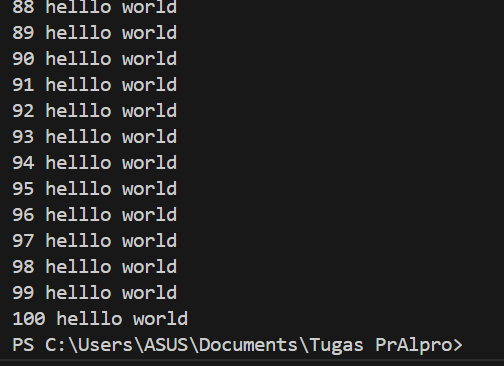 88 helllo world
89 helllo world
90 helllo world
91 helllo world
92 helllo world
93 helllo world
94 helllo world
95 helllo world
96 helllo world
97 helllo world
98 helllo world
99 helllo world
100 helllo world
PS C:\Users\ASUS\Documents\Tugas PrAlpro>